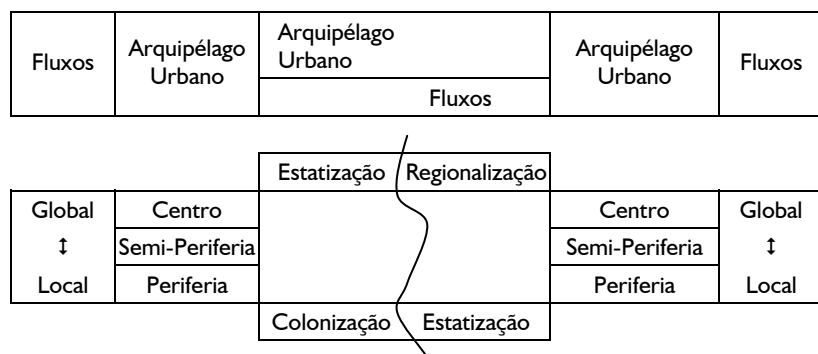 Fluxos
Arquipélago
Urbano
Arquipélago
Urbano
Fluxos
Arquipélago
Urbano
Fluxos
Estatização Regionalização
Global Centro Centro Global
↕ Semi-Periferia Semi-Periferia ↕
Local Periferia Periferia Local
Colonização Estatização